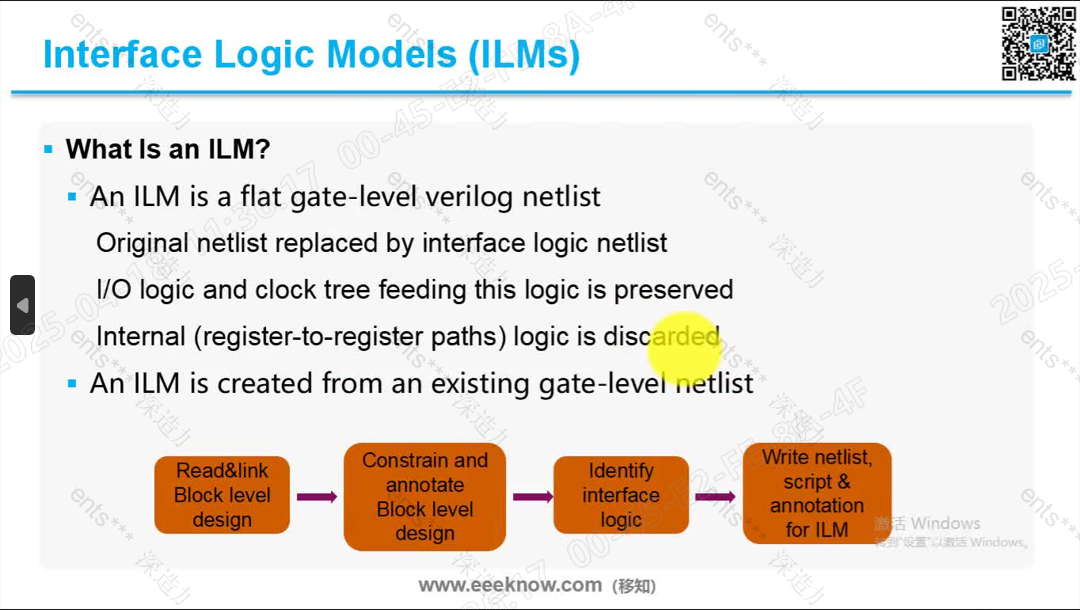 Interface Logic Models (ILMs)
What Is an ILM?
An ILM is a flat gate-level verilog netlist
Original netlist replaced by interface logic netlist
I/O logic and clock tree feeding this logic is preserved
Internal (register-to-register paths) logic is discarded
An ILM is created from an existing gate-level netlist
Read&link
Block level
design
Constrain and
annotate
Block level
design
Identify
interface
logic
Write netlist,
script &
annotation
for ILM
激活 Windows
转到"设置"以激活 Windows。
www.eeeknow.com (移知)